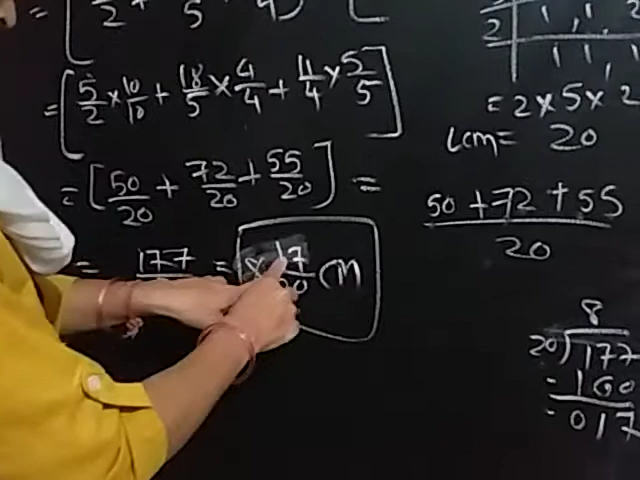 = [ 5/2 × 10/10 + 18/5 × 4/4 + 11/4 × 5/5 ]
= [ 50/20 + 72/20 + 55/20 ] = (50 + 72 + 55)/20
= 177 = 8 17/20 cm
2 | 1, 1, 2
1, 1, 1
= 2 × 5 × 2
Lcm = 20
8
20) 177
- 160
= 017